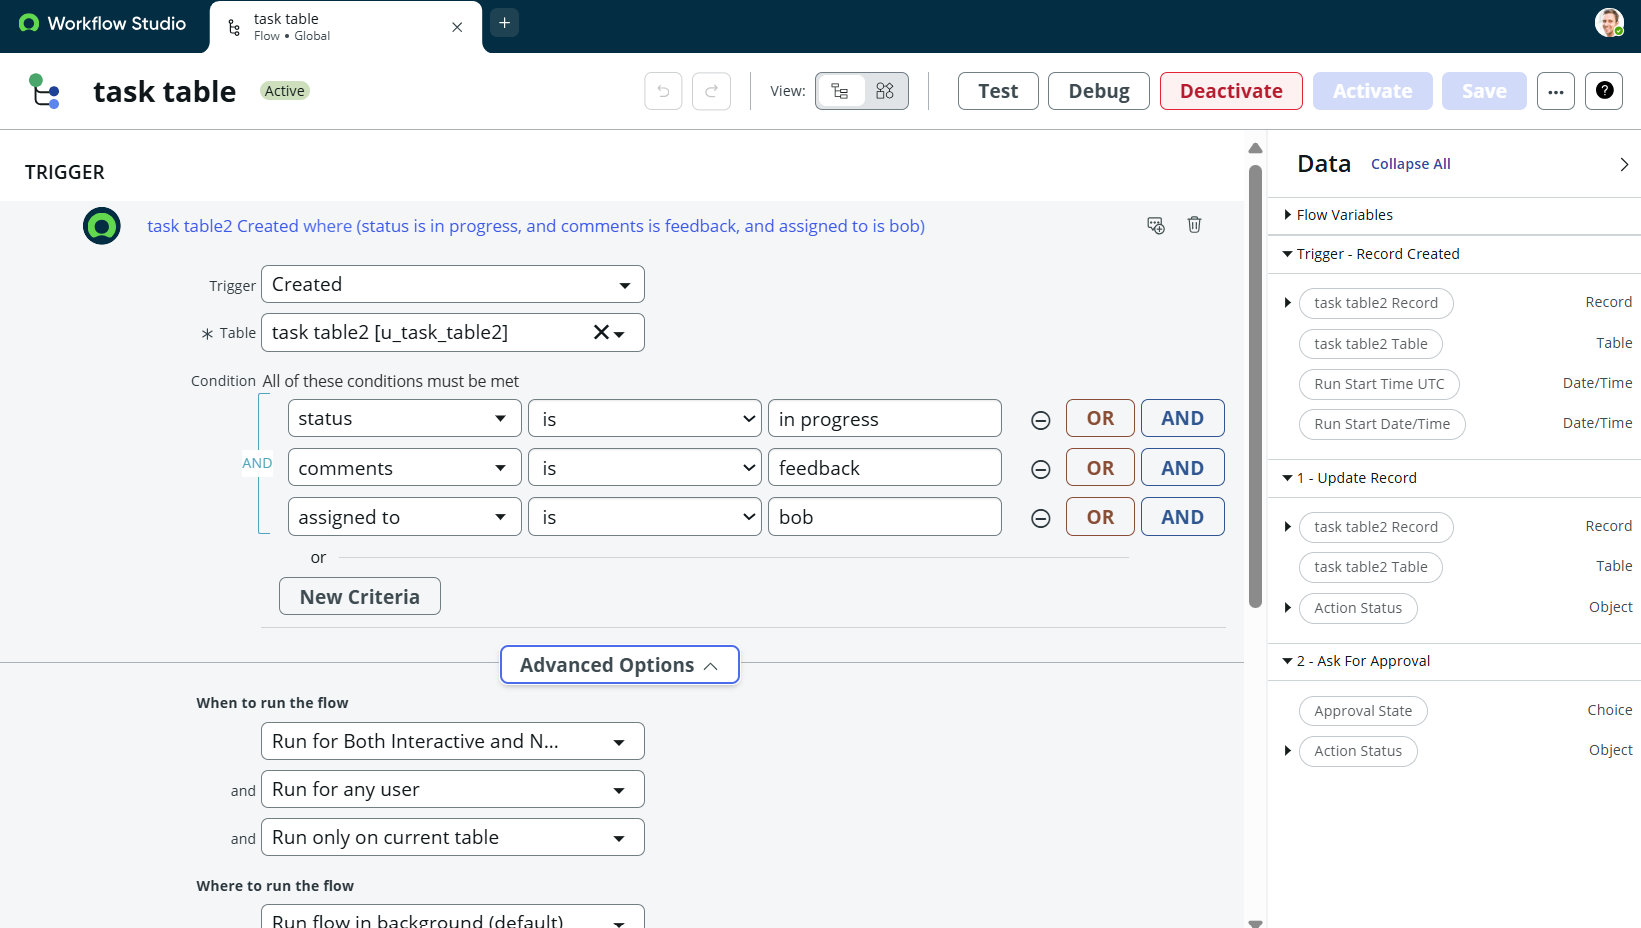 Workflow Studio
task table
Flow • Global
+
task table
Active
View:
Test
Debug
Deactivate
Activate
Save
...
?
TRIGGER
task table2 Created where (status is in progress, and comments is feedback, and assigned to is bob)
Trigger
Created
* Table
task table2 [u_task_table2]
Condition
All of these conditions must be met
AND
status
is
in progress
OR
AND
comments
is
feedback
OR
AND
assigned to
is
bob
OR
AND
or
New Criteria
Advanced Options
When to run the flow
Run for Both Interactive and N...
and
Run for any user
and
Run only on current table
Where to run the flow
Run flow in background (default)
Data
Collapse All
Flow Variables
Trigger - Record Created
task table2 Record
Record
task table2 Table
Table
Run Start Time UTC
Date/Time
Run Start Date/Time
Date/Time
1 - Update Record
task table2 Record
Record
task table2 Table
Table
Action Status
Object
2 - Ask For Approval
Approval State
Choice
Action Status
Object